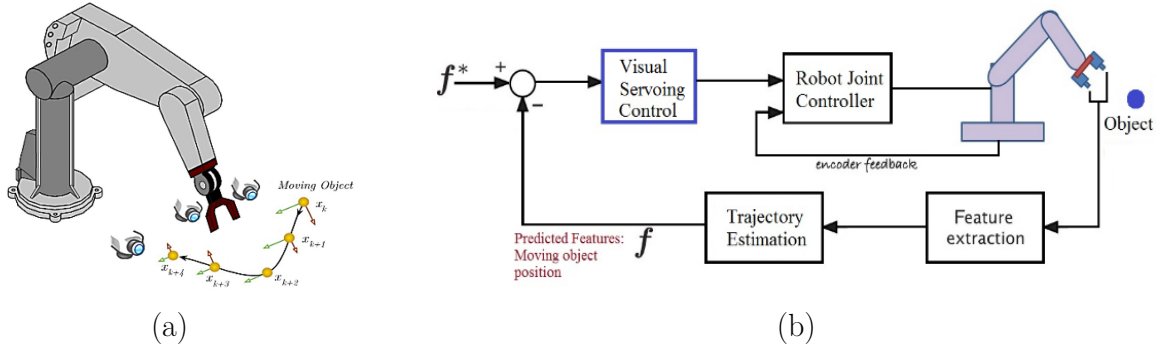 Moving Object
x_k
x_{k+1}
x_{k+2}
x_{k+3}
x_{k+4}
(a)
f*
+
−
Visual
Servoing
Control
Robot Joint
Controller
encoder feedback
Object
Feature
extraction
Trajectory
Estimation
f
Predicted Features:
Moving object
position
(b)